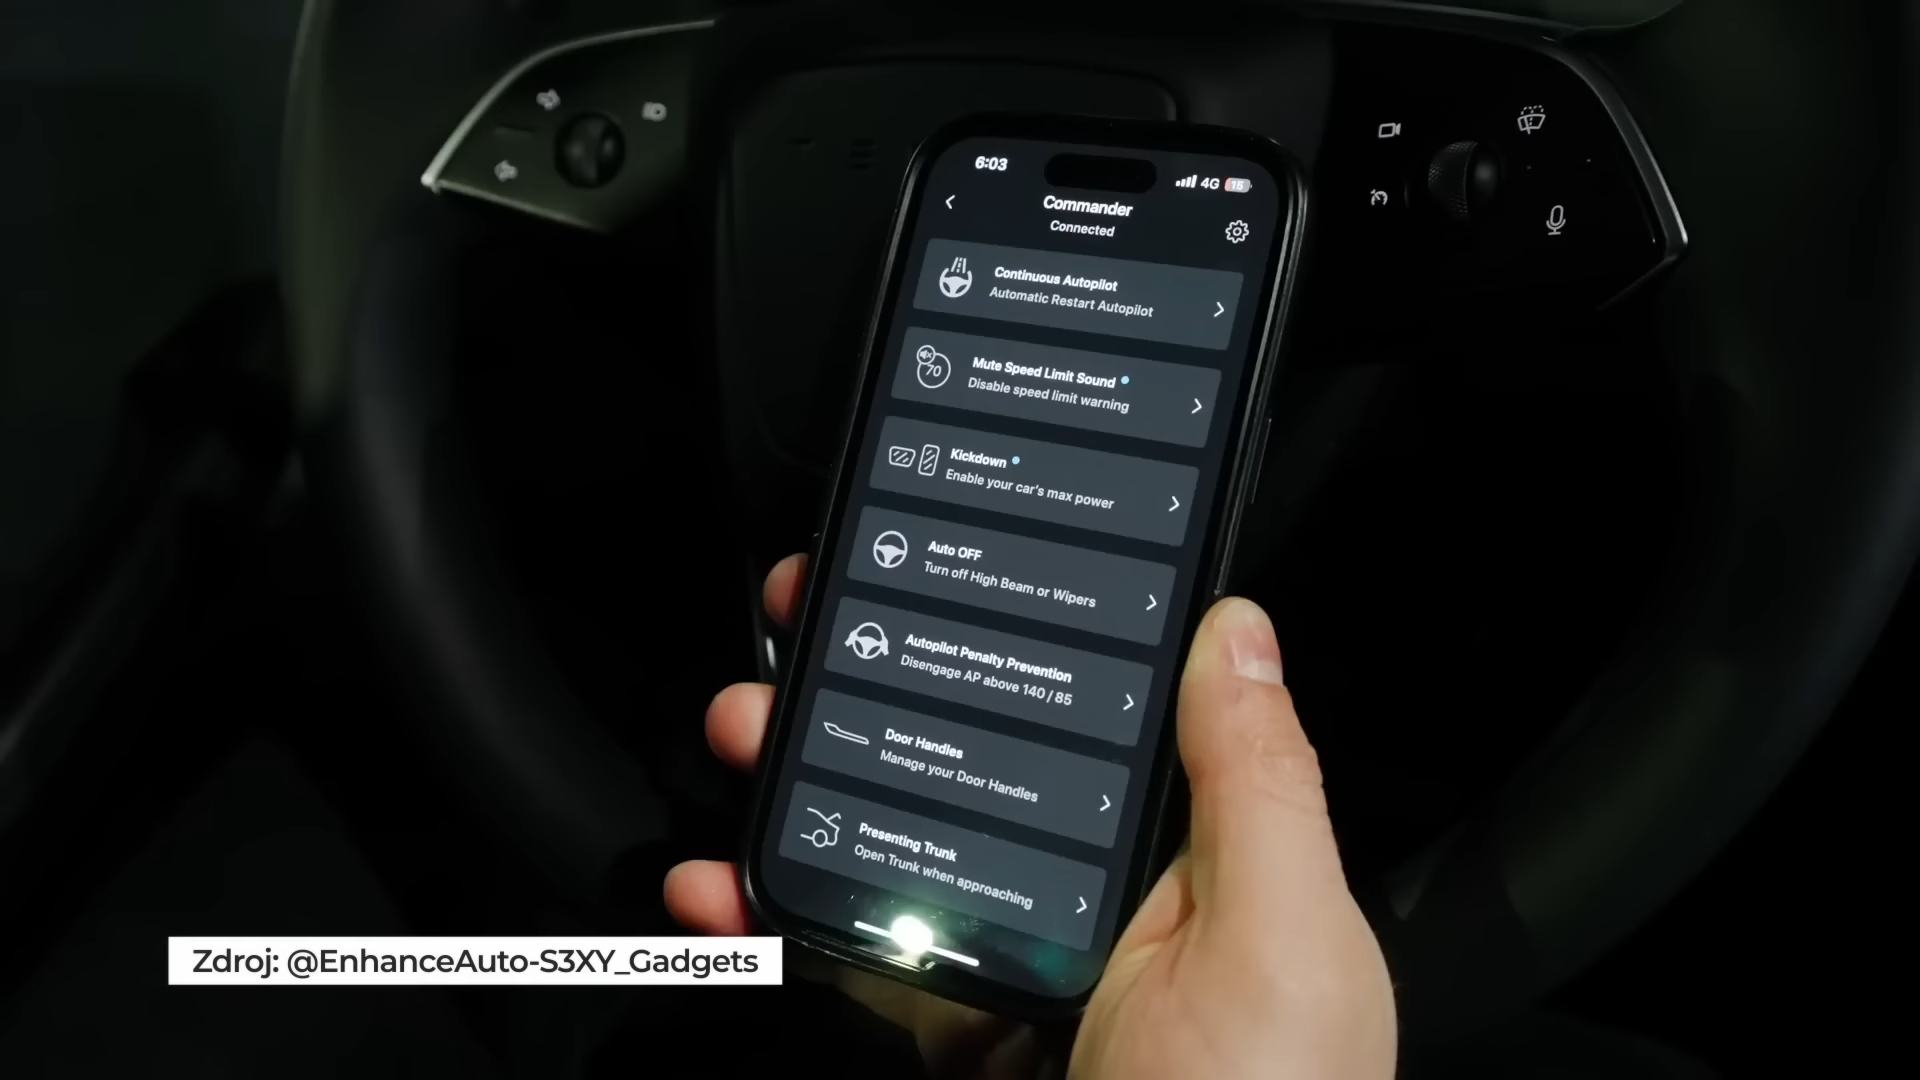 6:03
4G 15
Commander
Connected
Continuous Autopilot
Automatic Restart Autopilot
70
Mute Speed Limit Sound
Disable speed limit warning
Kickdown
Enable your car's max power
Auto OFF
Turn off High Beam or Wipers
Autopilot Penalty Prevention
Disengage AP above 140 / 85
Door Handles
Manage your Door Handles
Presenting Trunk
Open Trunk when approaching
Zdroj: @EnhanceAuto-S3XY_Gadgets